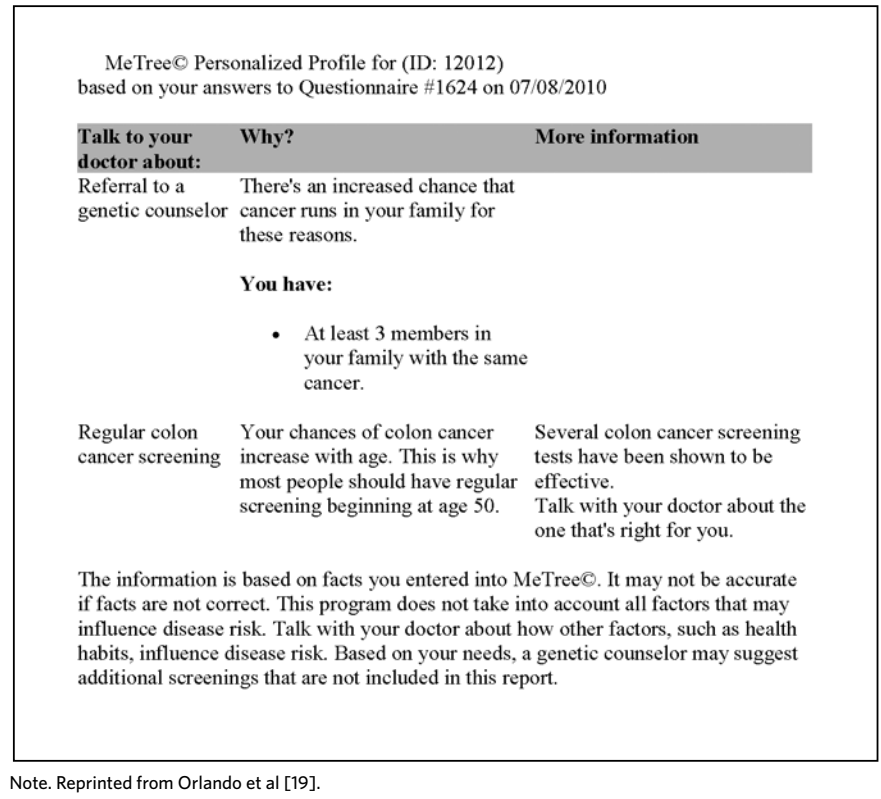 MeTree© Personalized Profile for (ID: 12012)
based on your answers to Questionnaire #1624 on 07/08/2010
Talk to your
doctor about:
Why?
More information
Referral to a
genetic counselor
There's an increased chance that
cancer runs in your family for
these reasons.
You have:
• At least 3 members in
your family with the same
cancer.
Regular colon
cancer screening
Your chances of colon cancer
increase with age. This is why
most people should have regular
screening beginning at age 50.
Several colon cancer screening
tests have been shown to be
effective.
Talk with your doctor about the
one that's right for you.
The information is based on facts you entered into MeTree©. It may not be accurate
if facts are not correct. This program does not take into account all factors that may
influence disease risk. Talk with your doctor about how other factors, such as health
habits, influence disease risk. Based on your needs, a genetic counselor may suggest
additional screenings that are not included in this report.
Note. Reprinted from Orlando et al [19].